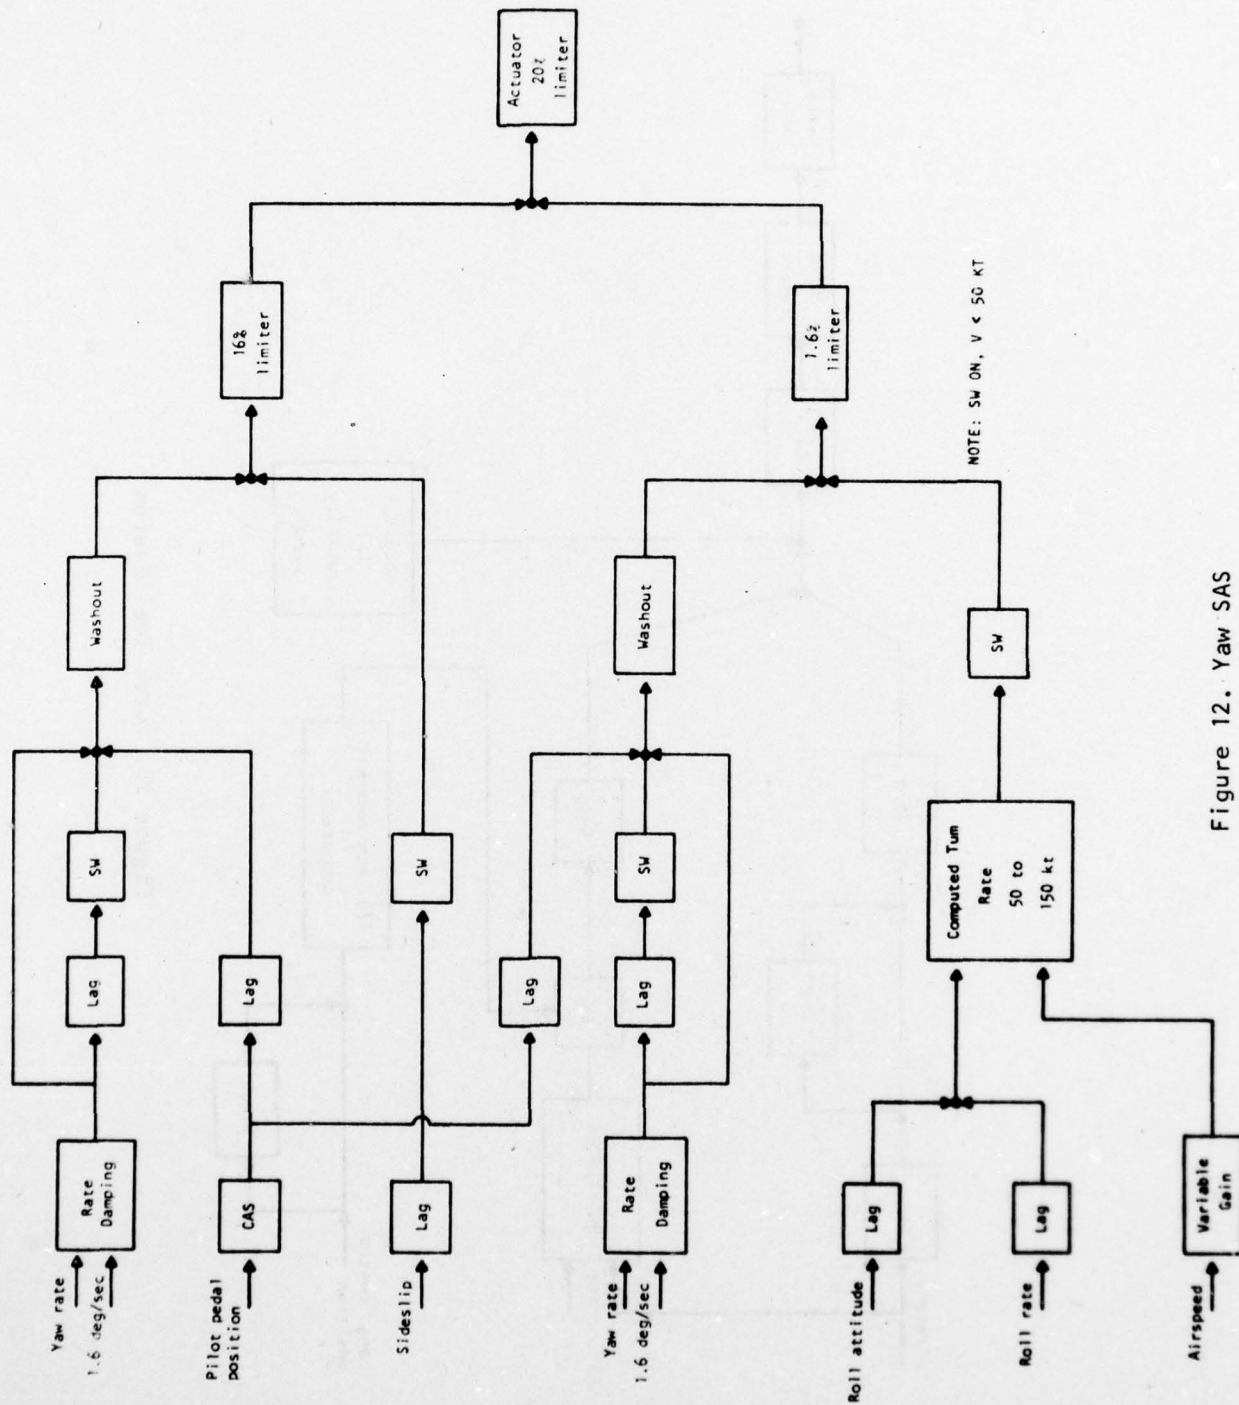 Yaw rate
1.6 deg/sec
Rate
Damping
Lag
SW
Washout
Pilot pedal
position
CAS
Lag
16%
limiter
Sideslip
Lag
SW
Actuator
20%
limiter
Lag
Yaw rate
1.6 deg/sec
Rate
Damping
Lag
SW
Washout
1.6%
limiter
Roll attitude
Lag
Computed Tum
Rate
50 to
150 kt
SW
NOTE: SW ON, V < 50 KT
Roll rate
Lag
Airspeed
Variable
Gain
Figure 12. Yaw SAS